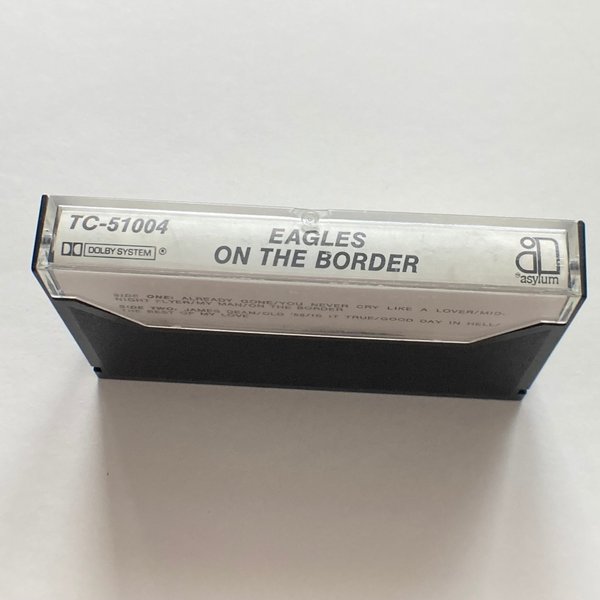 TC-51004
DOLBY SYSTEM ®
EAGLES
ON THE BORDER
asylum
SIDE ONE: ALREADY GONE/YOU NEVER CRY LIKE A LOVER/MID-
NIGHT FLYER/MY MAN/ON THE BORDER
SIDE TWO: JAMES DEAN/OLD '55/IS IT TRUE/GOOD DAY IN HELL/
THE BEST OF MY LOVE